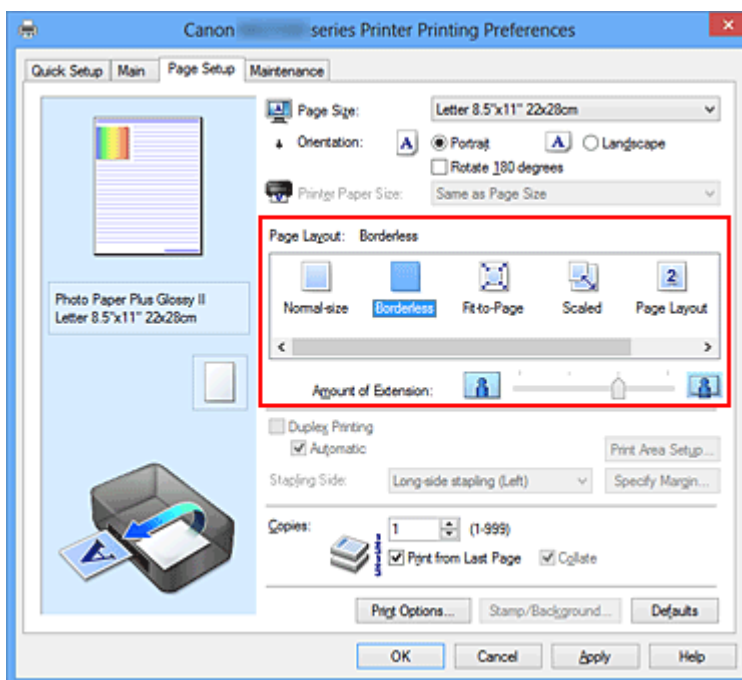 Canon series Printer Printing Preferences
Quick Setup Main Page Setup Maintenance
Page Size: Letter 8.5"x11" 22x28cm
Orientation: A Portrait A Landscape
Rotate 180 degrees
Printer Paper Size: Same as Page Size
Page Layout: Borderless
Normal-size Borderless Fit-to-Page Scaled 2 Page Layout
Amount of Extension:
Photo Paper Plus Glossy II
Letter 8.5"x11" 22x28cm
Duplex Printing
Automatic Print Area Setup...
Stapling Side: Long-side stapling (Left) Specify Margin...
Copies: 1 (1-999)
Print from Last Page Collate
Print Options... Stamp/Background... Defaults
OK Cancel Apply Help